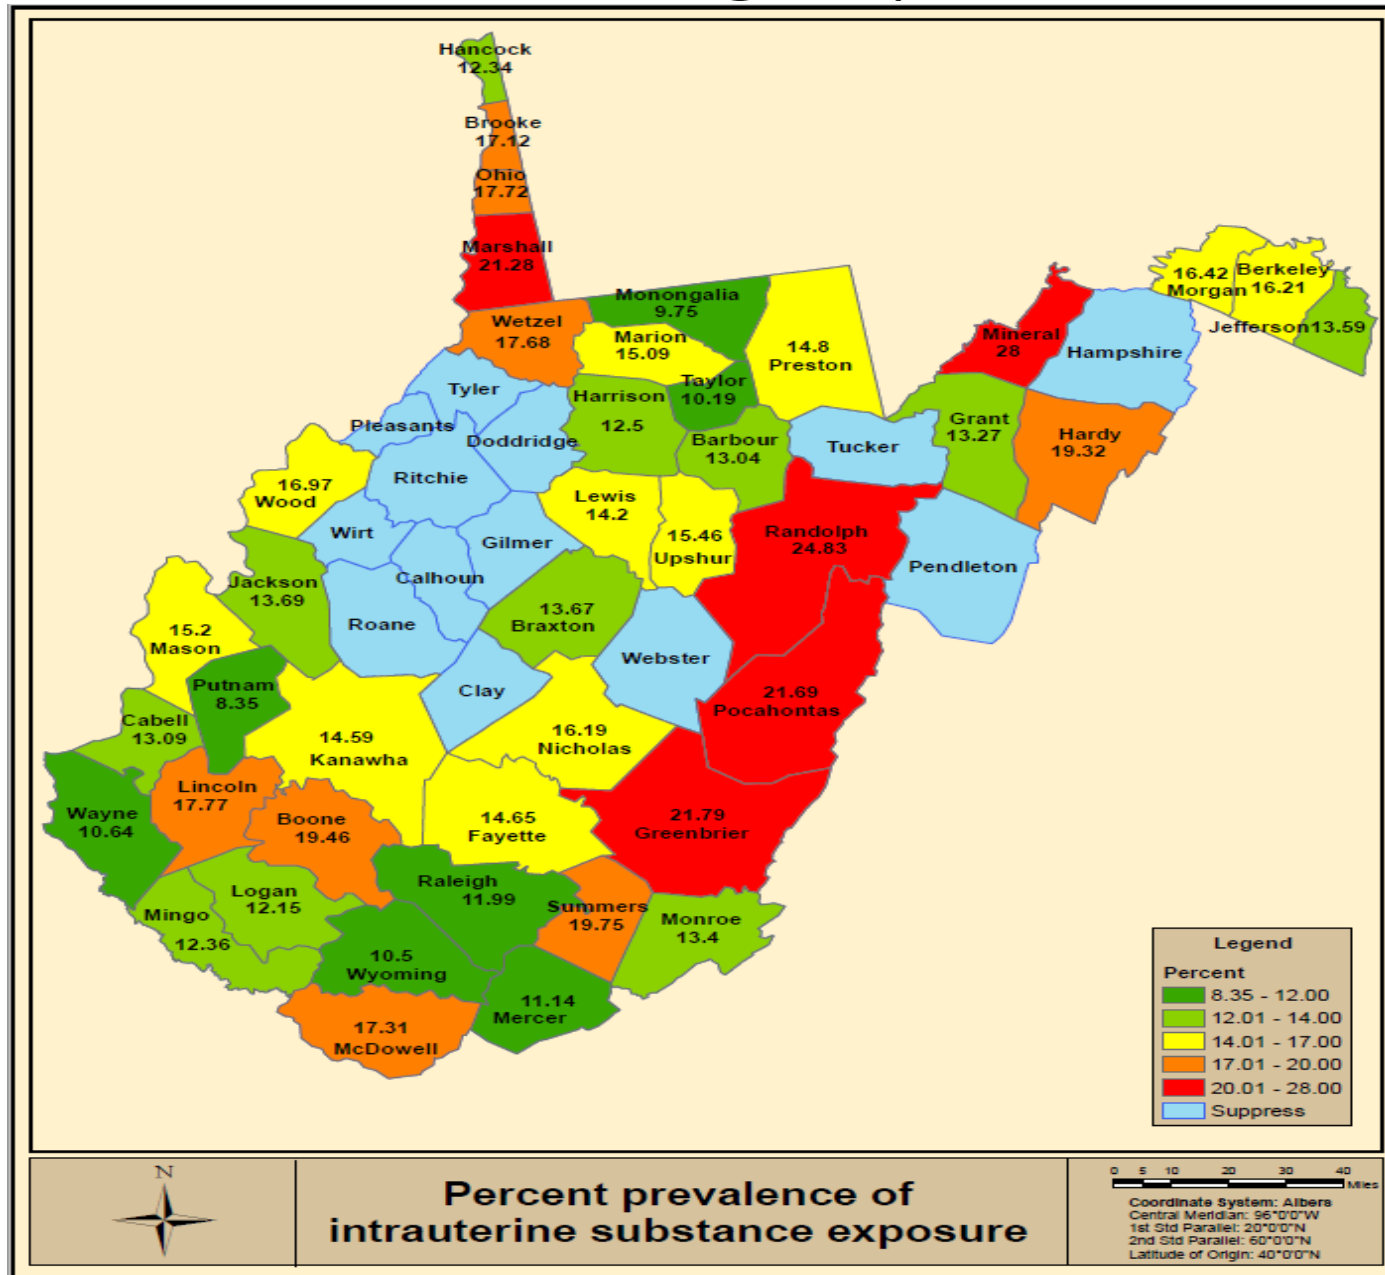 Hancock
12.34
Brooke
17.12
Ohio
17.72
Marshall
21.28
Wetzel
17.68
Monongalia
9.75
Marion
15.09
14.8
Preston
Taylor
10.19
Harrison
12.5
Barbour
13.04
Tyler
Pleasants
Doddridge
Ritchie
16.97
Wood
Wirt
Gilmer
Calhoun
Roane
Lewis
14.2
15.46
Upshur
Tucker
Randolph
24.83
Pendleton
Grant
13.27
Hardy
19.32
Mineral
28
Hampshire
16.42
Morgan
Berkeley
16.21
Jefferson 13.59
Jackson
13.69
15.2
Mason
Putnam
8.35
Cabell
13.09
13.67
Braxton
Webster
Clay
21.69
Pocahontas
14.59
Kanawha
16.19
Nicholas
Wayne
10.64
Lincoln
17.77
Boone
19.46
14.65
Fayette
21.79
Greenbrier
Logan
12.15
Mingo
12.36
Raleigh
11.99
Summers
19.75
Monroe
13.4
10.5
Wyoming
11.14
Mercer
17.31
McDowell
Legend
Percent
8.35 - 12.00
12.01 - 14.00
14.01 - 17.00
17.01 - 20.00
20.01 - 28.00
Suppress
N
Percent prevalence of
intrauterine substance exposure
0 5 10 20 30 40
Miles
Coordinate System: Albers
Central Meridian: 96°0'0"W
1st Std Parallel: 20°0'0"N
2nd Std Parallel: 60°0'0"N
Latitude of Origin: 40°0'0"N